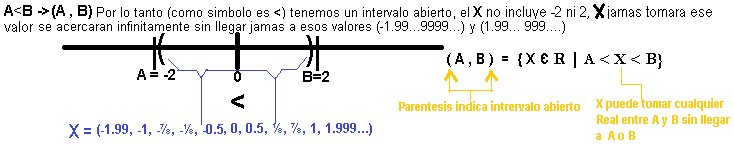 A<B ->(A , B) Por lo tanto (como simbolo es <) tenemos un intervalo abierto, el X no incluye -2 ni 2, X jamas tomara ese
valor se acercaran infinitamente sin llegar jamas a esos valores (-1.99...9999...) y (1.99... 999....)
A = -2
0
B=2
<
X = (-1.99, -1, -⅞, -⅛, -0.5, 0, 0.5, ⅛, ⅞, 1, 1.999...)
( A , B ) = { X Є R | A < X < B}
Parentesis indica intrervalo abierto
X puede tomar cualquier
Real entre A y B sin llegar
a A o B